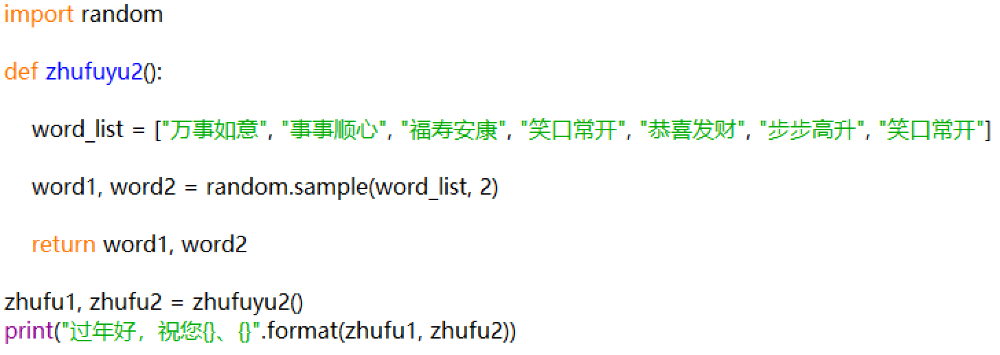 import random
def zhufuyu2():
    word_list = ["万事如意", "事事顺心", "福寿安康", "笑口常开", "恭喜发财", "步步高升", "笑口常开"]
    word1, word2 = random.sample(word_list, 2)
    return word1, word2
zhufu1, zhufu2 = zhufuyu2()
print("过年好，祝您{}、{}".format(zhufu1, zhufu2))